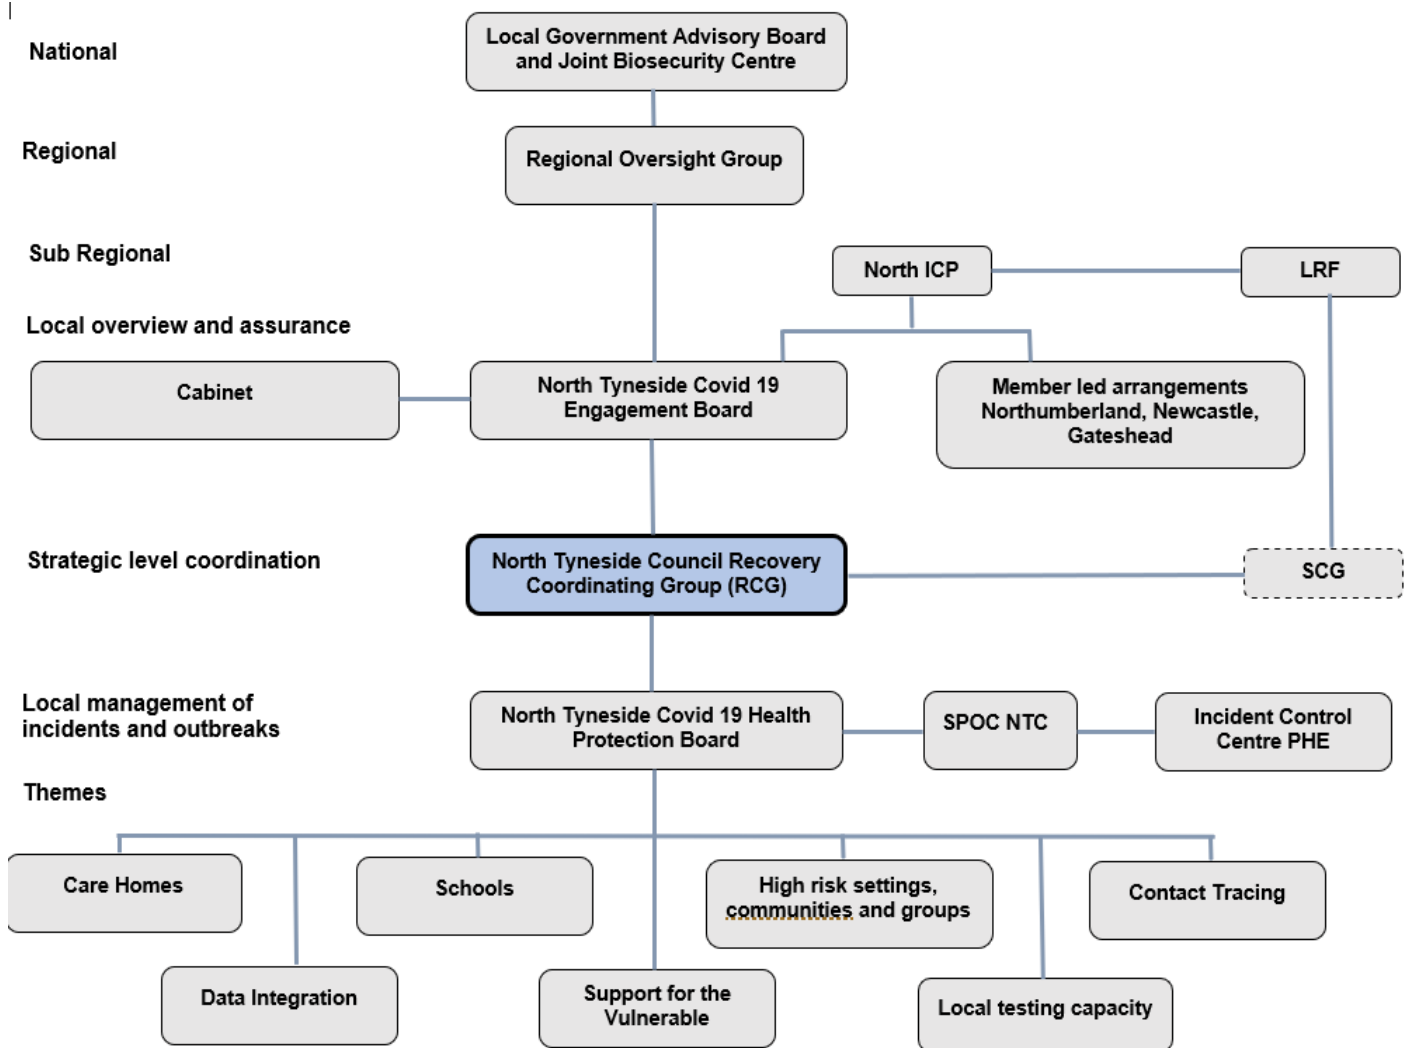 National
Local Government Advisory Board
and Joint Biosecurity Centre
Regional
Regional Oversight Group
Sub Regional
North ICP
LRF
Local overview and assurance
Cabinet
North Tyneside Covid 19
Engagement Board
Member led arrangements
Northumberland, Newcastle,
Gateshead
Strategic level coordination
North Tyneside Council Recovery
Coordinating Group (RCG)
SCG
Local management of
incidents and outbreaks
North Tyneside Covid 19 Health
Protection Board
SPOC NTC
Incident Control
Centre PHE
Themes
Care Homes
Schools
High risk settings,
communities and groups
Contact Tracing
Data Integration
Support for the
Vulnerable
Local testing capacity